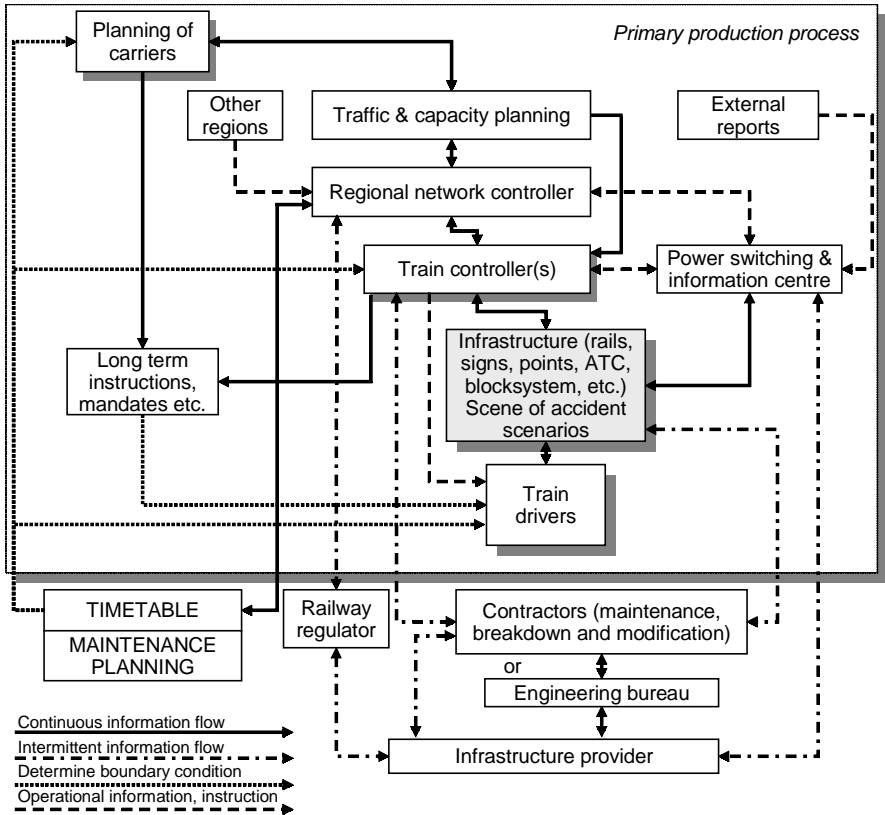 Planning of
carriers
Primary production process
Other
regions
Traffic & capacity planning
External
reports
Regional network controller
Train controller(s)
Power switching &
information centre
Long term
instructions,
mandates etc.
Infrastructure (rails,
signs, points, ATC,
blocksystem, etc.)
Scene of accident
scenarios
Train
drivers
TIMETABLE
MAINTENANCE
PLANNING
Railway
regulator
Contractors (maintenance,
breakdown and modification)
or
Engineering bureau
Infrastructure provider
Continuous information flow
Intermittent information flow
Determine boundary condition
Operational information, instruction